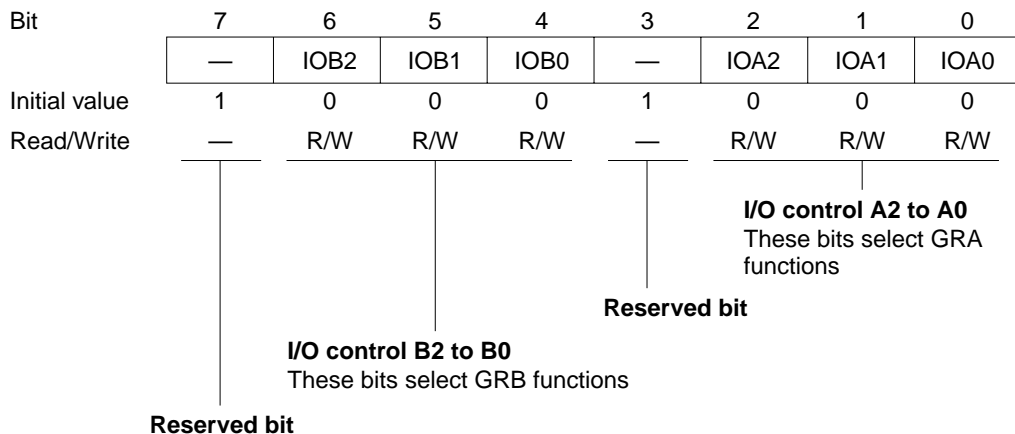 Bit 7 6 5 4 3 2 1 0
— IOB2 IOB1 IOB0 — IOA2 IOA1 IOA0
Initial value 1 0 0 0 1 0 0 0
Read/Write — R/W R/W R/W — R/W R/W R/W
I/O control A2 to A0
These bits select GRA
functions
Reserved bit
I/O control B2 to B0
These bits select GRB functions
Reserved bit